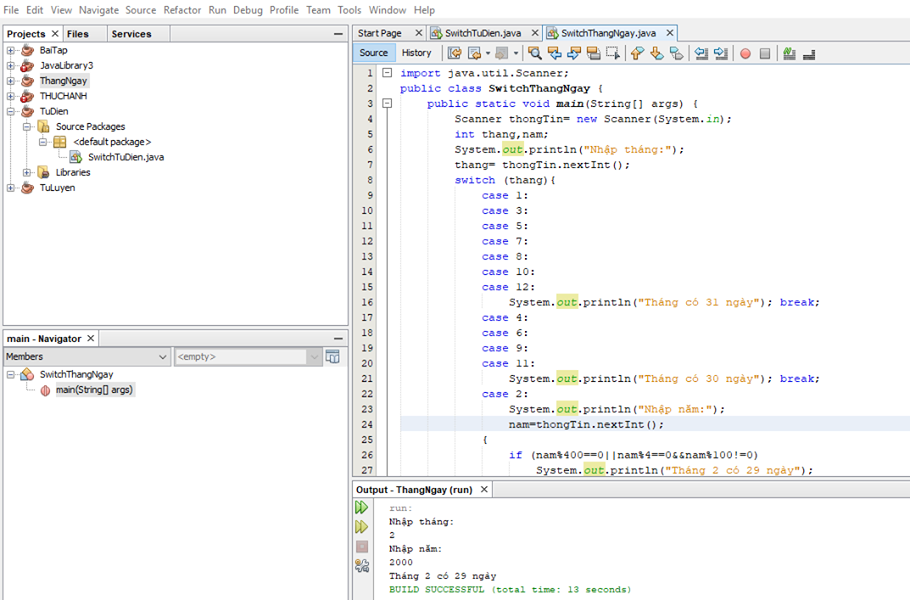 File Edit View Navigate Source Refactor Run Debug Profile Team Tools Window Help
Projects Files Services
BaiTap
JavaLibrary3
ThangNgay
THUCHANH
TuDien
Source Packages
<default package>
SwitchTuDien.java
Libraries
TuLuyen
main - Navigator
Members <empty>
SwitchThangNgay
main(String[] args)
Start Page SwitchTuDien.java SwitchThangNgay.java
Source History
1 import java.util.Scanner;
2 public class SwitchThangNgay {
3 public static void main(String[] args) {
4 Scanner thongTin= new Scanner(System.in);
5 int thang,nam;
6 System.out.println("Nhập tháng:");
7 thang= thongTin.nextInt();
8 switch (thang){
9 case 1:
10 case 3:
11 case 5:
12 case 7:
13 case 8:
14 case 10:
15 case 12:
16 System.out.println("Tháng có 31 ngày"); break;
17 case 4:
18 case 6:
19 case 9:
20 case 11:
21 System.out.println("Tháng có 30 ngày"); break;
22 case 2:
23 System.out.println("Nhập năm:");
24 nam=thongTin.nextInt();
25 {
26 if (nam%400==0||nam%4==0&&nam%100!=0)
27 System.out.println("Tháng 2 có 29 ngày");
Output - ThangNgay (run)
run:
Nhập tháng:
2
Nhập năm:
2000
Tháng 2 có 29 ngày
BUILD SUCCESSFUL (total time: 13 seconds)